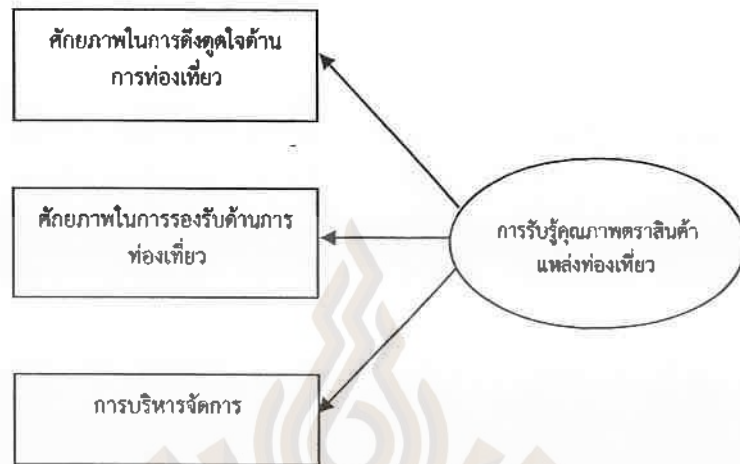 ศักยภาพในการดึงดูดใจด้าน
การท่องเที่ยว
ศักยภาพในการรองรับด้านการ
ท่องเที่ยว
การรับรู้คุณภาพตราสินค้า
แหล่งท่องเที่ยว
การบริหารจัดการ